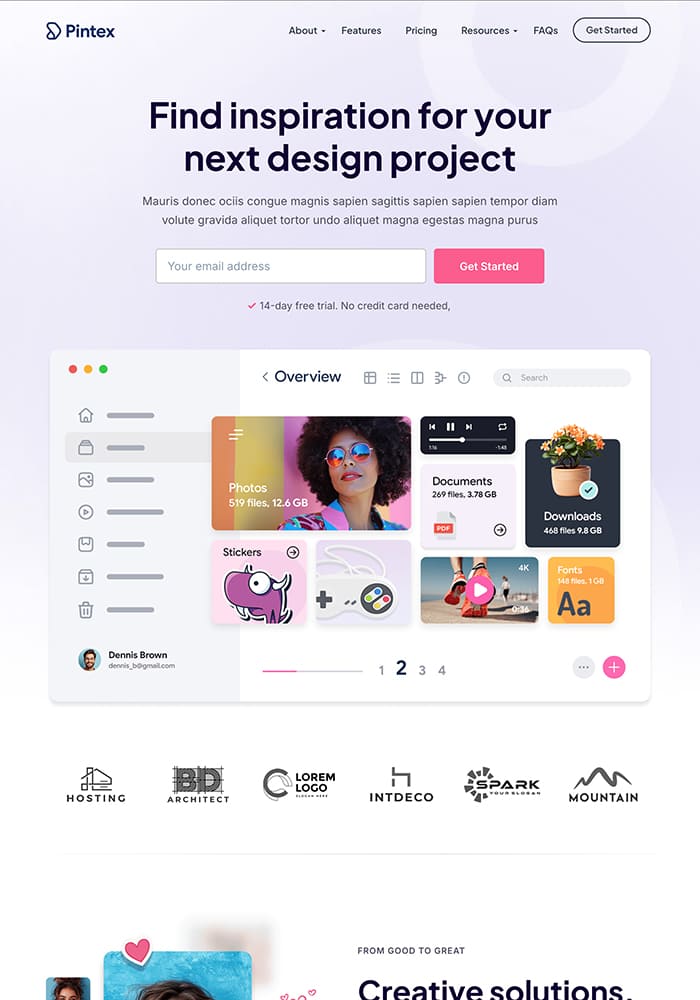 Pintex
About
Features
Pricing
Resources
FAQs
Get Started
Find inspiration for your
next design project
Mauris donec ociis congue magnis sapien sagittis sapien sapien tempor diam
volute gravida aliquet tortor undo aliquet magna egestas magna purus
Your email address
Get Started
14-day free trial. No credit card needed,
Overview
Search
Photos
519 files, 12.6 GB
1:16
-1:48
Documents
269 files, 3.78 GB
PDF
Downloads
468 files 9.8 GB
Stickers
4K
0:36
Fonts
148 files, 1 GB
Aa
Dennis Brown
dennis_b@gmail.com
1 2 3 4
HOSTING
BD
ARCHITECT
LOREM
LOGO
SLOGAN HERE
INTDECO
SPARK
YOUR SLOGAN
MOUNTAIN
FROM GOOD TO GREAT
Creative solutions.